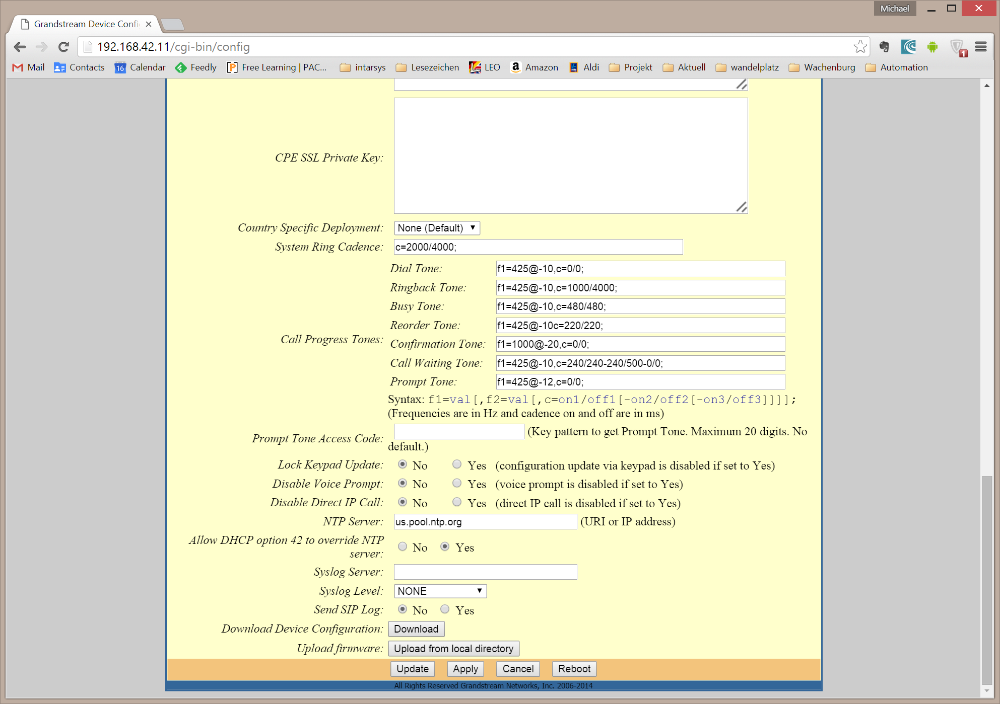 Michael
Grandstream Device Confi
192.168.42.11/cgi-bin/config
1
Mail Contacts 16 Calendar Feedly [P] Free Learning | PAC... intarsys Lesezeichen LEO a Amazon ALDI Aldi Projekt Aktuell wandelplatz Wachenburg Automation
CPE SSL Private Key:
Country Specific Deployment: None (Default)
System Ring Cadence: c=2000/4000;
Call Progress Tones:
Dial Tone: f1=425@-10,c=0/0;
Ringback Tone: f1=425@-10,c=1000/4000;
Busy Tone: f1=425@-10,c=480/480;
Reorder Tone: f1=425@-10c=220/220;
Confirmation Tone: f1=1000@-20,c=0/0;
Call Waiting Tone: f1=425@-10,c=240/240-240/500-0/0;
Prompt Tone: f1=425@-12,c=0/0;
Syntax: f1=val[,f2=val[,c=on1/off1[-on2/off2[-on3/off3]]]];
(Frequencies are in Hz and cadence on and off are in ms)
Prompt Tone Access Code: (Key pattern to get Prompt Tone. Maximum 20 digits. No
default.)
Lock Keypad Update: No Yes (configuration update via keypad is disabled if set to Yes)
Disable Voice Prompt: No Yes (voice prompt is disabled if set to Yes)
Disable Direct IP Call: No Yes (direct IP call is disabled if set to Yes)
NTP Server: us.pool.ntp.org (URI or IP address)
Allow DHCP option 42 to override NTP
server: No Yes
Syslog Server:
Syslog Level: NONE
Send SIP Log: No Yes
Download Device Configuration: Download
Upload firmware: Upload from local directory
Update Apply Cancel Reboot
All Rights Reserved Grandstream Networks, Inc. 2006-2014